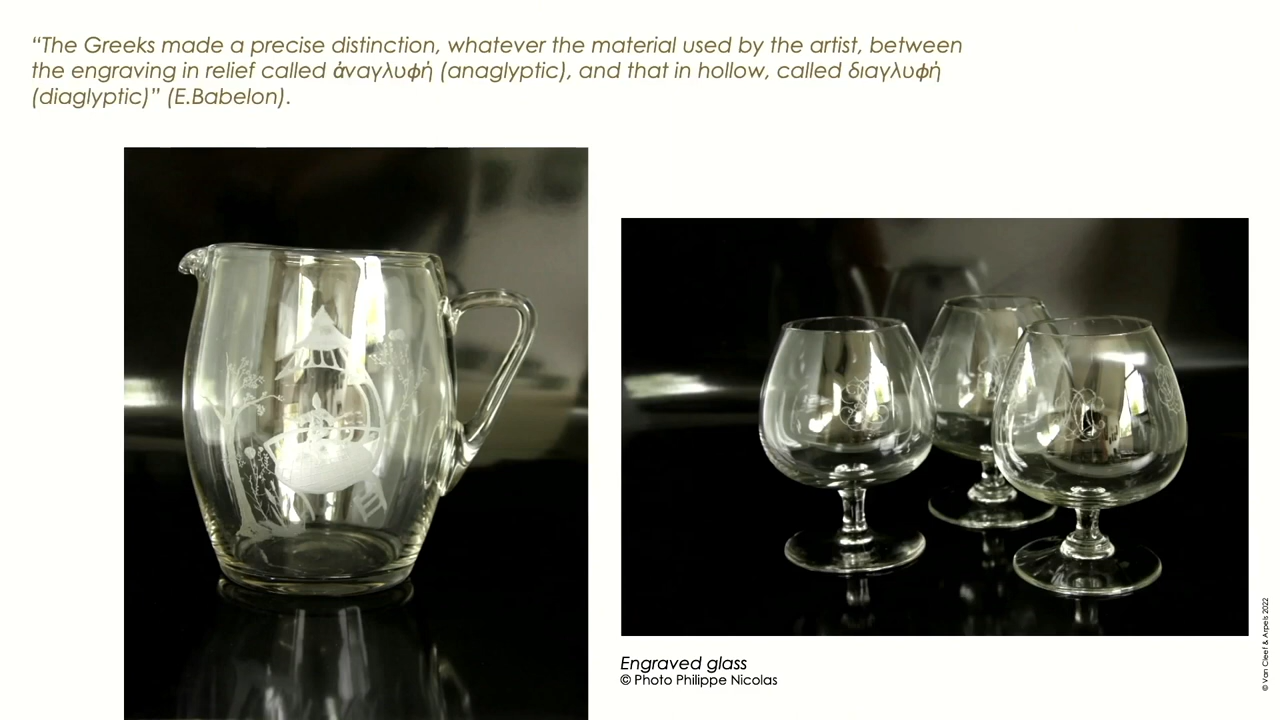 “The Greeks made a precise distinction, whatever the material used by the artist, between
the engraving in relief called ἀναγλυφή (anaglyptic), and that in hollow, called διαγλυφή
(diaglyptic)” (E.Babelon).
Engraved glass
© Photo Philippe Nicolas
© Van Cleef & Arpels 2022